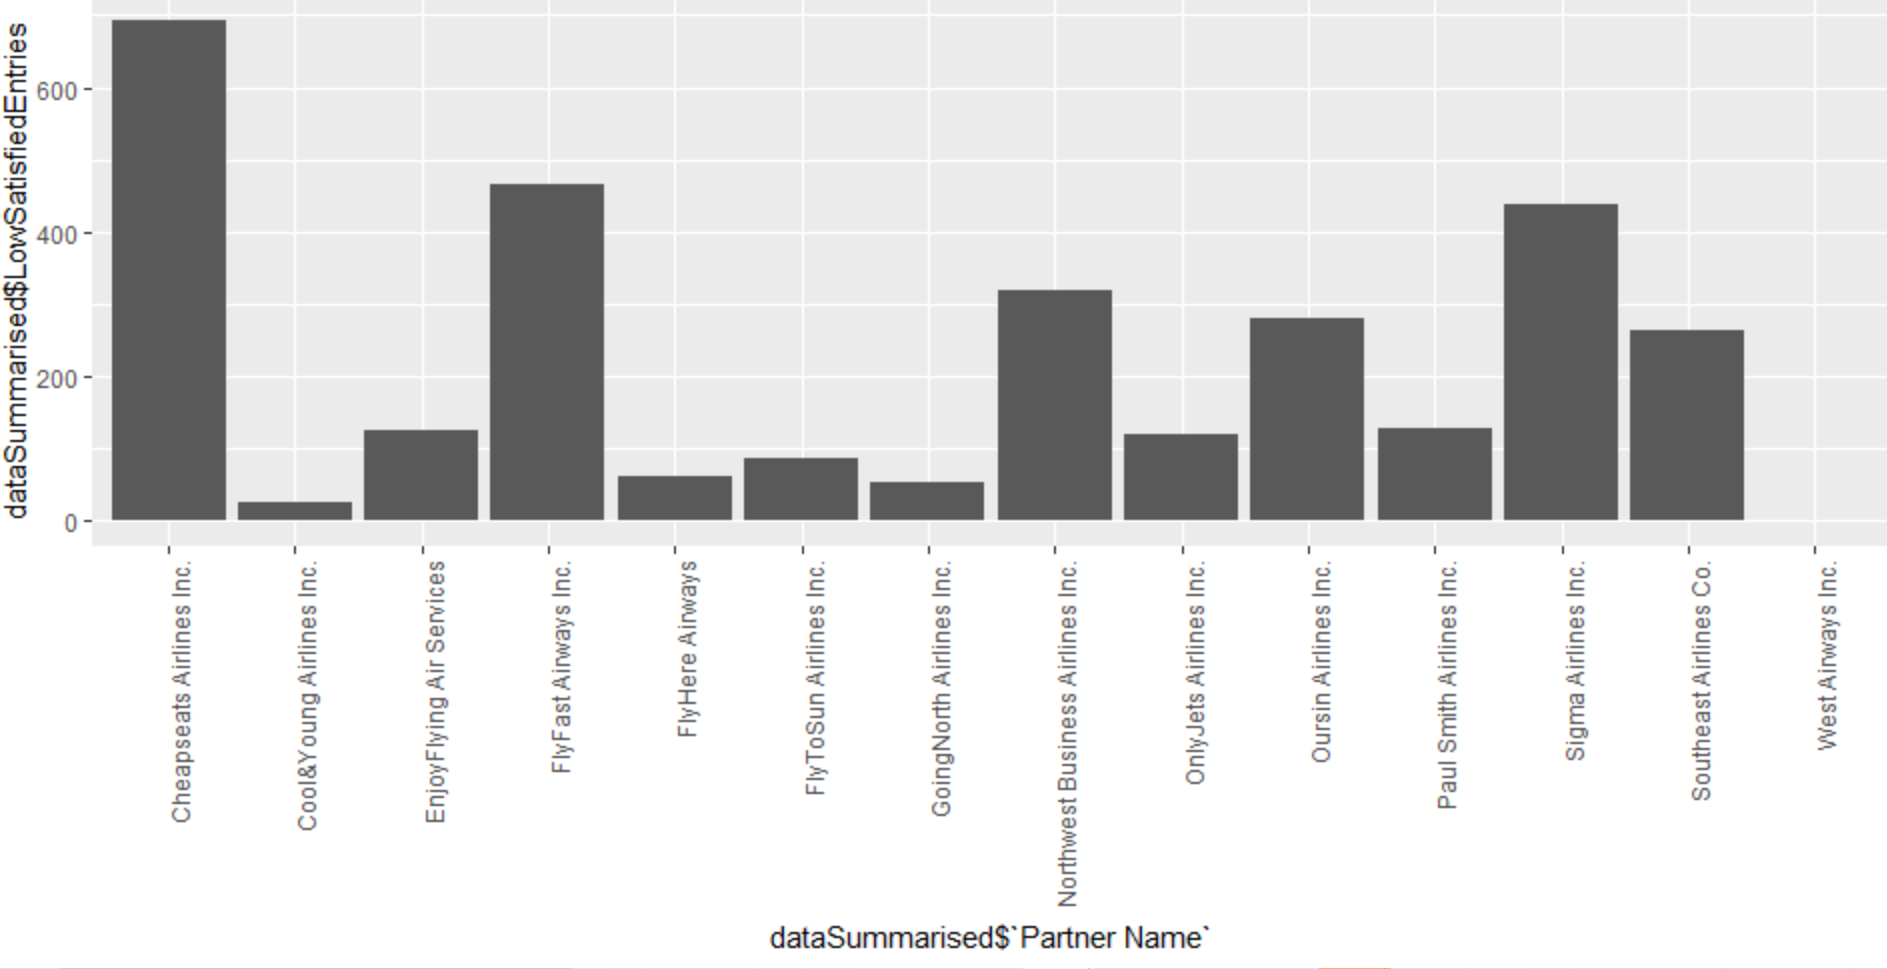 dataSummarised$LowSatisfiedEntries
600
400
200
0
Cheapseats Airlines Inc.
Cool&Young Airlines Inc.
EnjoyFlying Air Services
FlyFast Airways Inc.
FlyHere Airways
FlyToSun Airlines Inc.
GoingNorth Airlines Inc.
Northwest Business Airlines Inc.
OnlyJets Airlines Inc.
Oursin Airlines Inc.
Paul Smith Airlines Inc.
Sigma Airlines Inc.
Southeast Airlines Co.
West Airways Inc.
dataSummarised$`Partner Name`